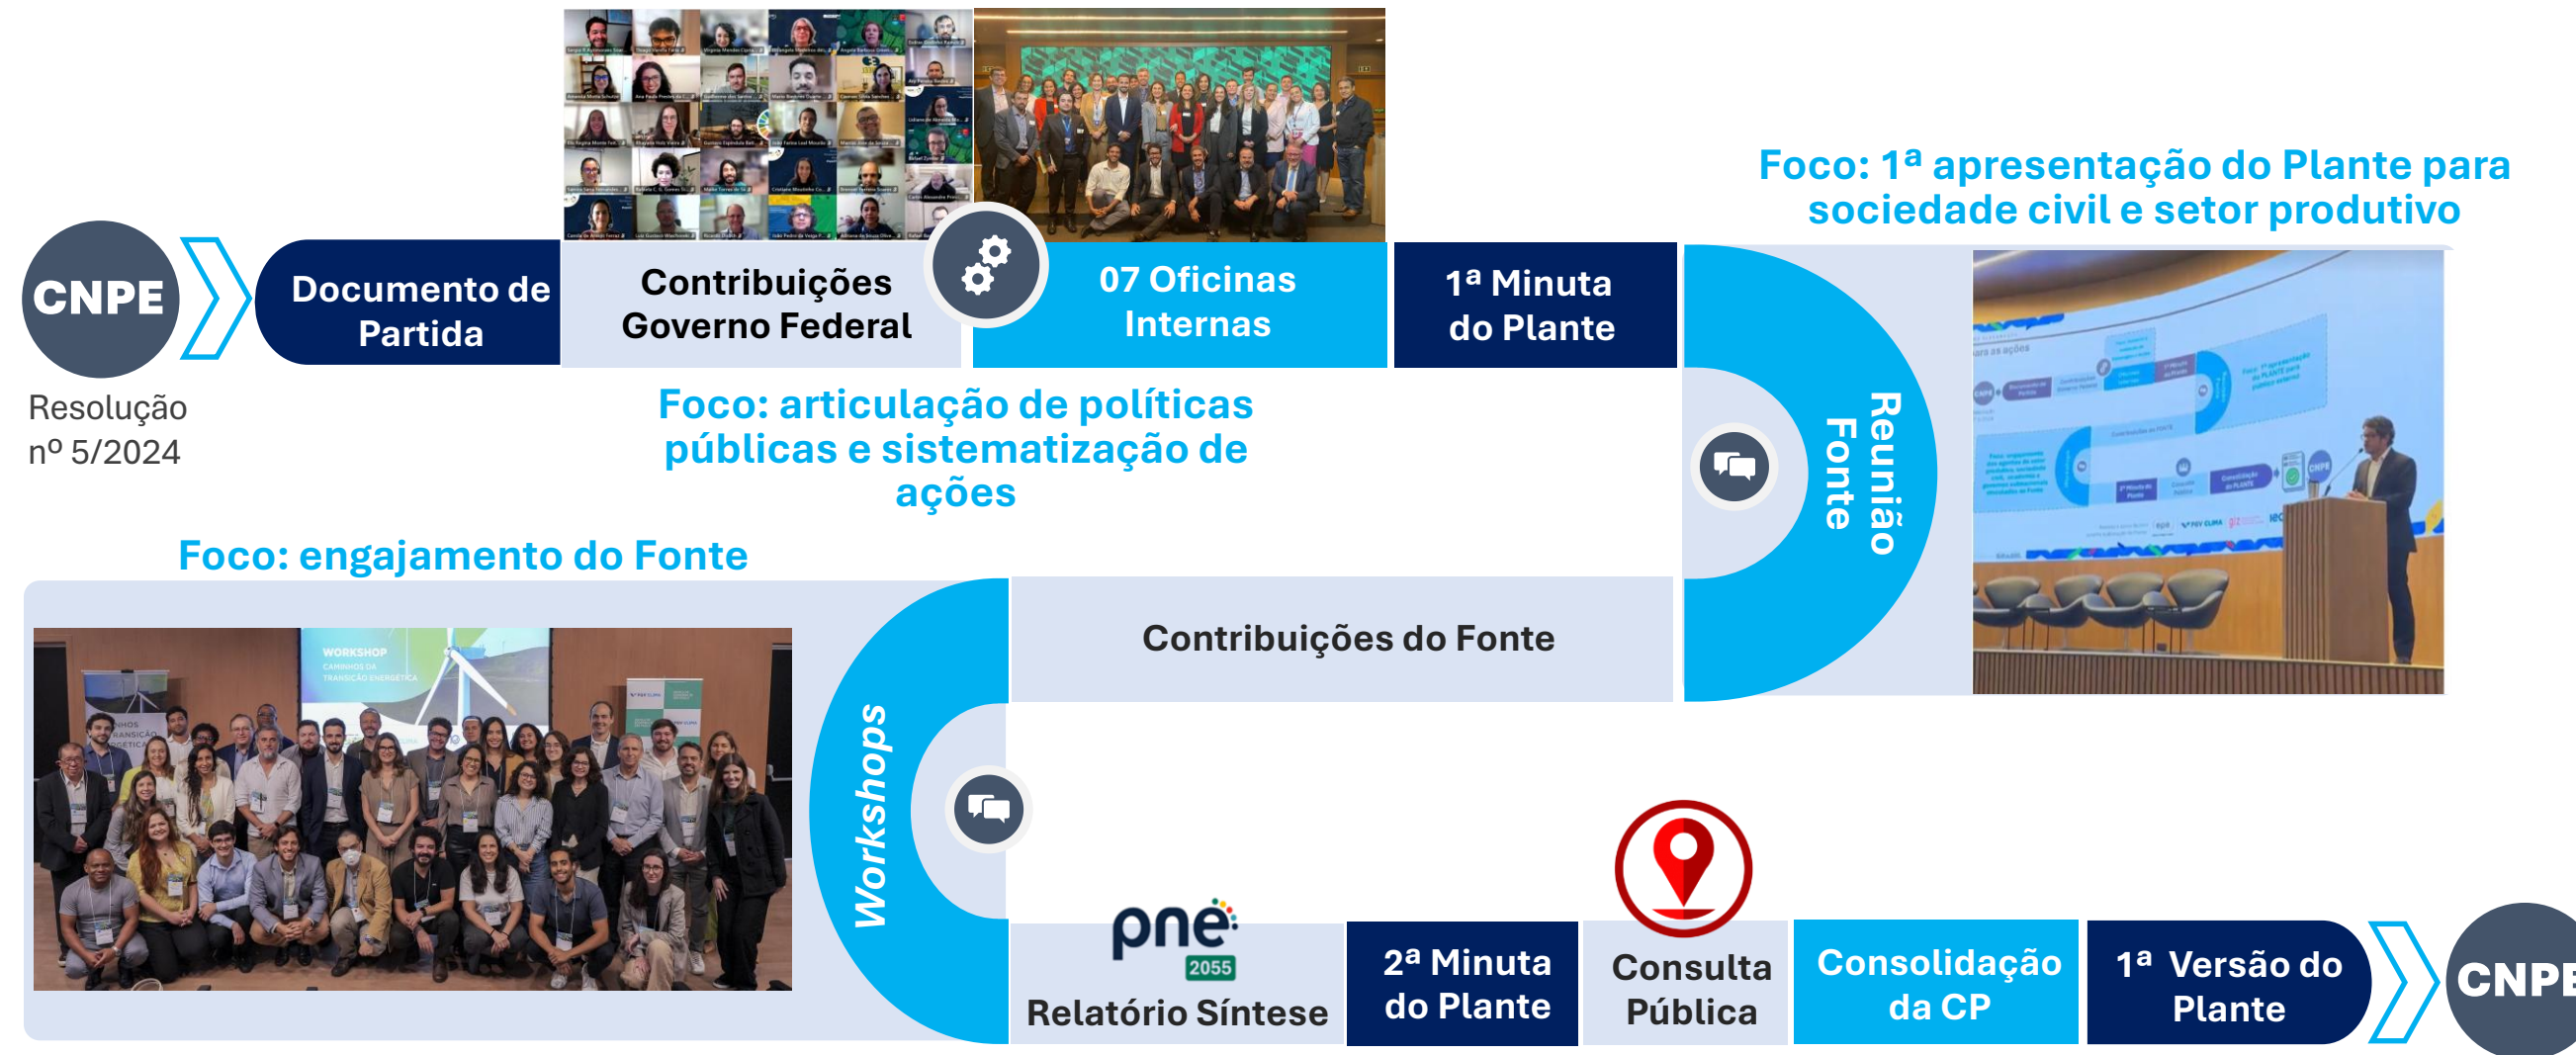 Foco: 1ª apresentação do Plante para
sociedade civil e setor produtivo
CNPE
Resolução
nº 5/2024
Documento de
Partida
Contribuições
Governo Federal
07 Oficinas
Internas
1ª Minuta
do Plante
Foco: articulação de políticas
públicas e sistematização de
ações
Reunião
Fonte
Foco: engajamento do Fonte
WORKSHOP
CAMINHOS DA
TRANSIÇÃO ENERGÉTICA
Contribuições do Fonte
Workshops
pne
2055
Relatório Síntese
2ª Minuta
do Plante
Consulta
Pública
Consolidação
da CP
1ª Versão do
Plante
CNPE